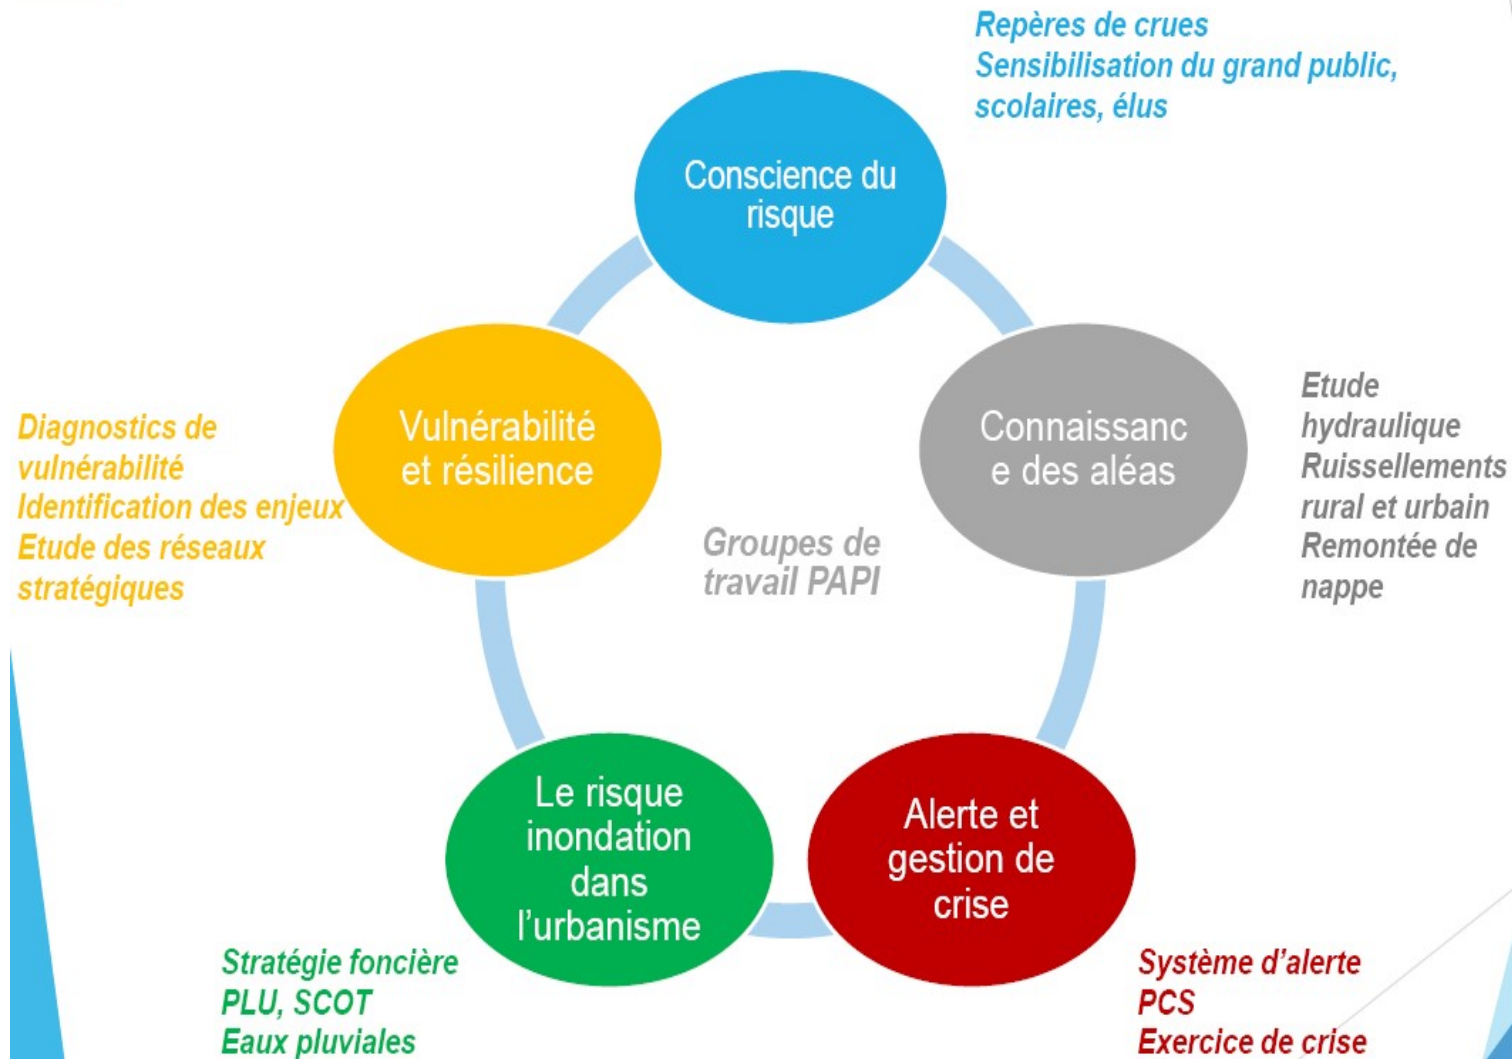 Repères de crues
Sensibilisation du grand public,
scolaires, élus
Conscience du
risque
Connaissanc
e des aléas
Etude
hydraulique
Ruissellements
rural et urbain
Remontée de
nappe
Alerte et
gestion de
crise
Système d’alerte
PCS
Exercice de crise
Le risque
inondation
dans
l’urbanisme
Stratégie foncière
PLU, SCOT
Eaux pluviales
Vulnérabilité
et résilience
Diagnostics de
vulnérabilité
Identification des enjeux
Etude des réseaux
stratégiques
Groupes de
travail PAPI